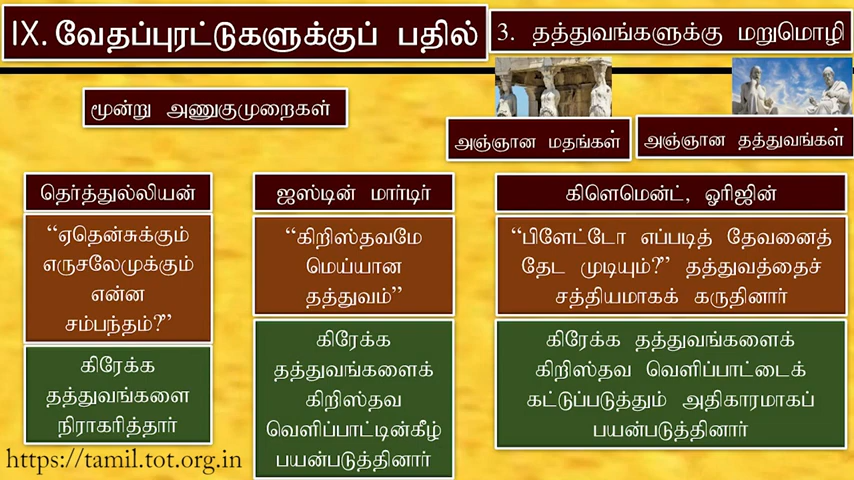 IX. வேதப்புரட்டுகளுக்குப் பதில்
3. தத்துவங்களுக்கு மறுமொழி
மூன்று அணுகுமுறைகள்
அஞ்ஞான மதங்கள்
அஞ்ஞான தத்துவங்கள்
தெர்த்துல்லியன்
“ஏதென்சுக்கும்
எருசலேமுக்கும்
என்ன
சம்பந்தம்?”
கிரேக்க
தத்துவங்களை
நிராகரித்தார்
ஜஸ்டின் மார்டிர்
“கிறிஸ்தவமே
மெய்யான
தத்துவம்”
கிரேக்க
தத்துவங்களைக்
கிறிஸ்தவ
வெளிப்பாட்டின்கீழ்
பயன்படுத்தினார்
கிளெமென்ட், ஓரிஜின்
“பிளேட்டோ எப்படித் தேவனைத்
தேட முடியும்?” தத்துவத்தைச்
சத்தியமாகக் கருதினார்
கிரேக்க தத்துவங்களைக்
கிறிஸ்தவ வெளிப்பாட்டைக்
கட்டுப்படுத்தும் அதிகாரமாகப்
பயன்படுத்தினார்
https://tamil.tot.org.in